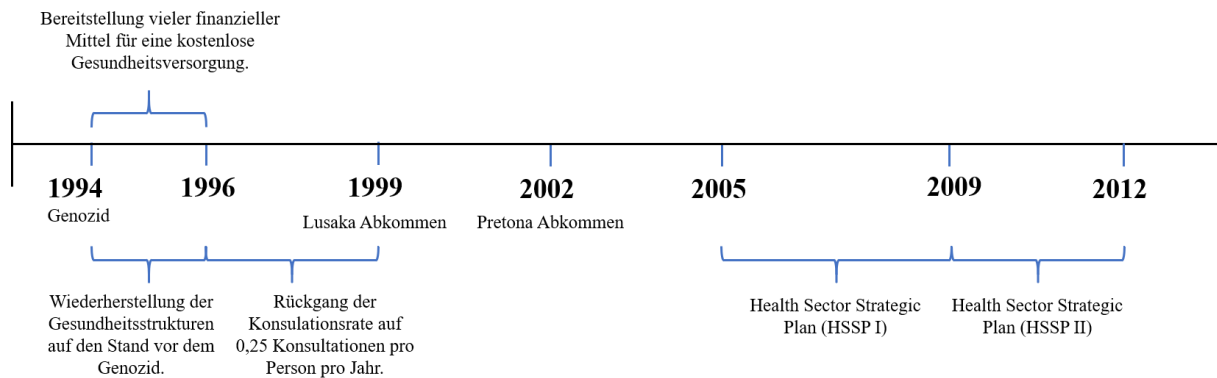 Bereitstellung vieler finanzieller
Mittel für eine kostenlose
Gesundheitsversorgung.
1994
1996
1999
2002
2005
2009
2012
Genozid
Lusaka Abkommen
Pretona Abkommen
Wiederherstellung der
Gesundheitsstrukturen
auf den Stand vor dem
Genozid.
Rückgang der
Konsulationsrate auf
0,25 Konsultationen pro
Person pro Jahr.
Health Sector Strategic
Plan (HSSP I)
Health Sector Strategic
Plan (HSSP II)